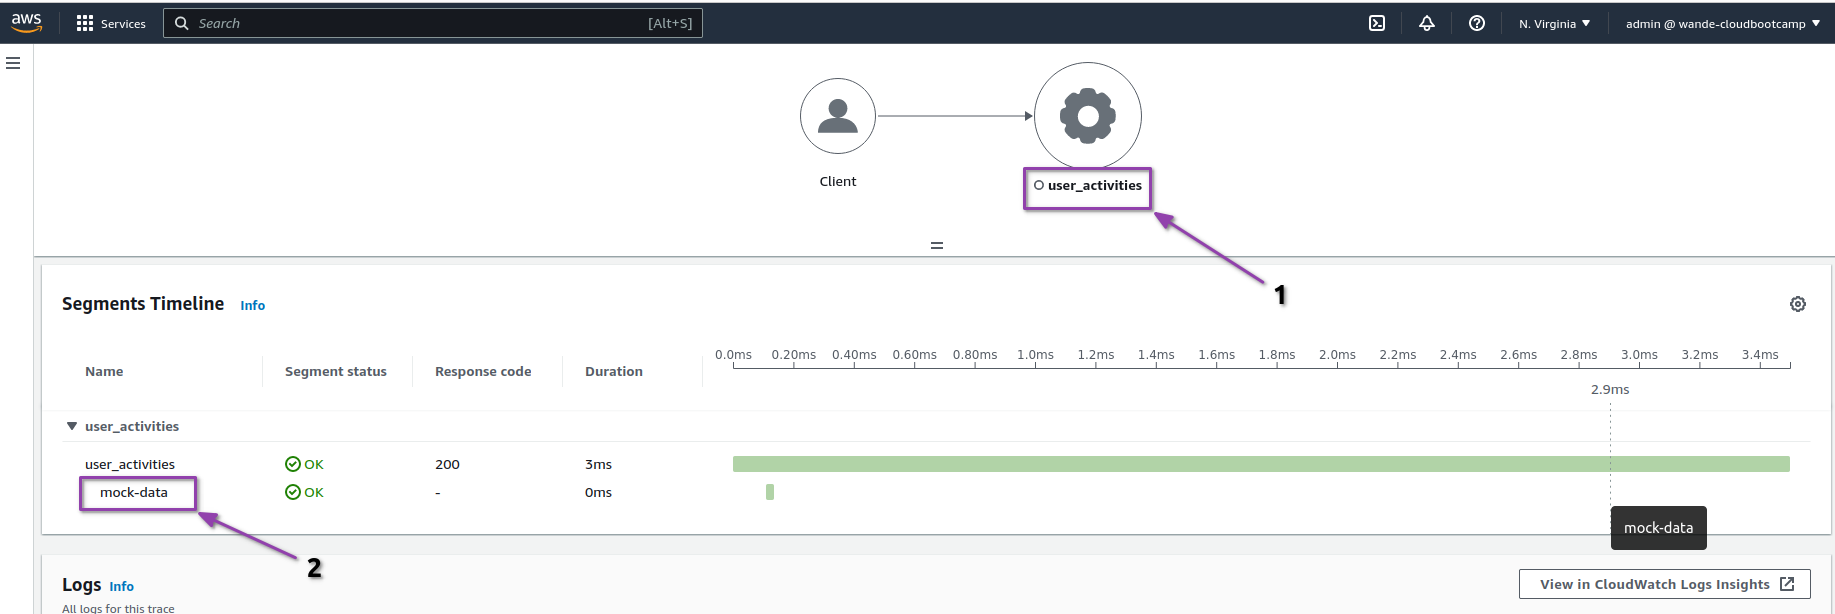 aws Services Search [Alt+S] N. Virginia admin @ wande-cloudbootcamp
Client
user_activities
1
Segments Timeline Info
0.0ms 0.20ms 0.40ms 0.60ms 0.80ms 1.0ms 1.2ms 1.4ms 1.6ms 1.8ms 2.0ms 2.2ms 2.4ms 2.6ms 2.8ms 3.0ms 3.2ms 3.4ms
Name Segment status Response code Duration
2.9ms
user_activities
user_activities OK 200 3ms
mock-data OK - 0ms
mock-data
2
Logs Info
View in CloudWatch Logs Insights
All logs for this trace